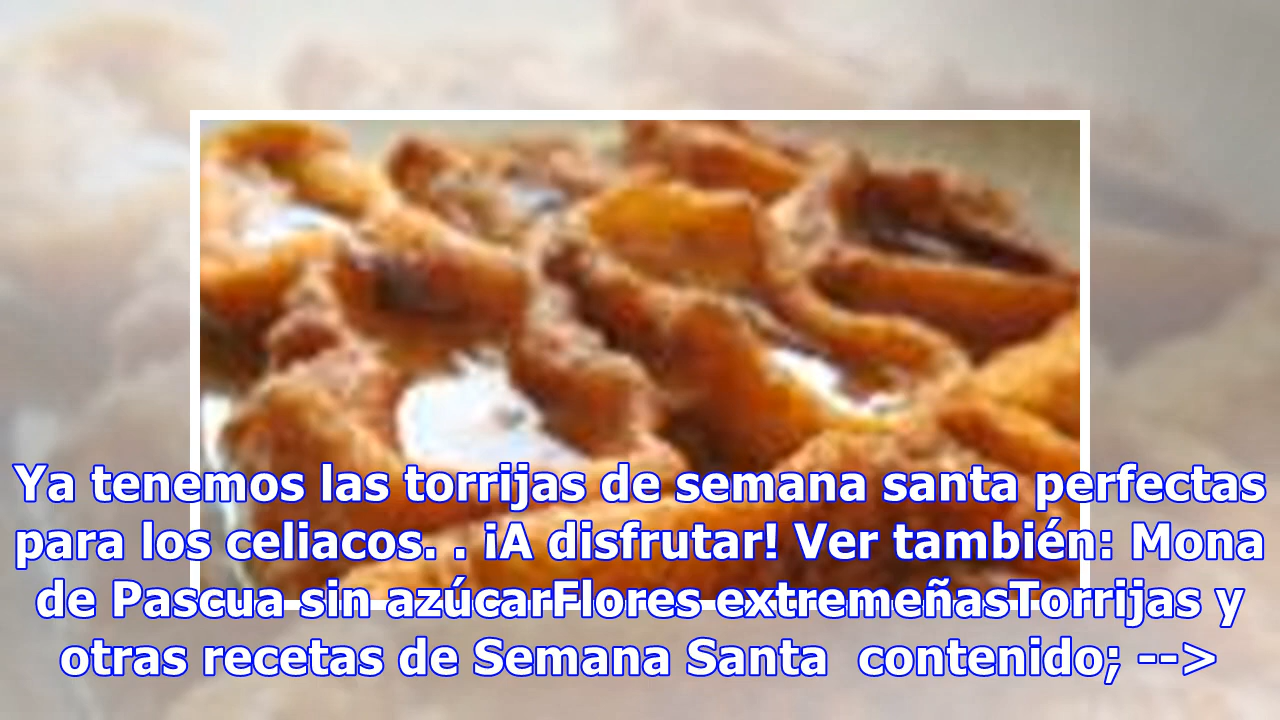 Ya tenemos las torrijas de semana santa perfectas
para los celiacos. . ¡A disfrutar! Ver también: Mona
de Pascua sin azúcarFlores extremeñasTorrijas y
otras recetas de Semana Santa  contenido; -->